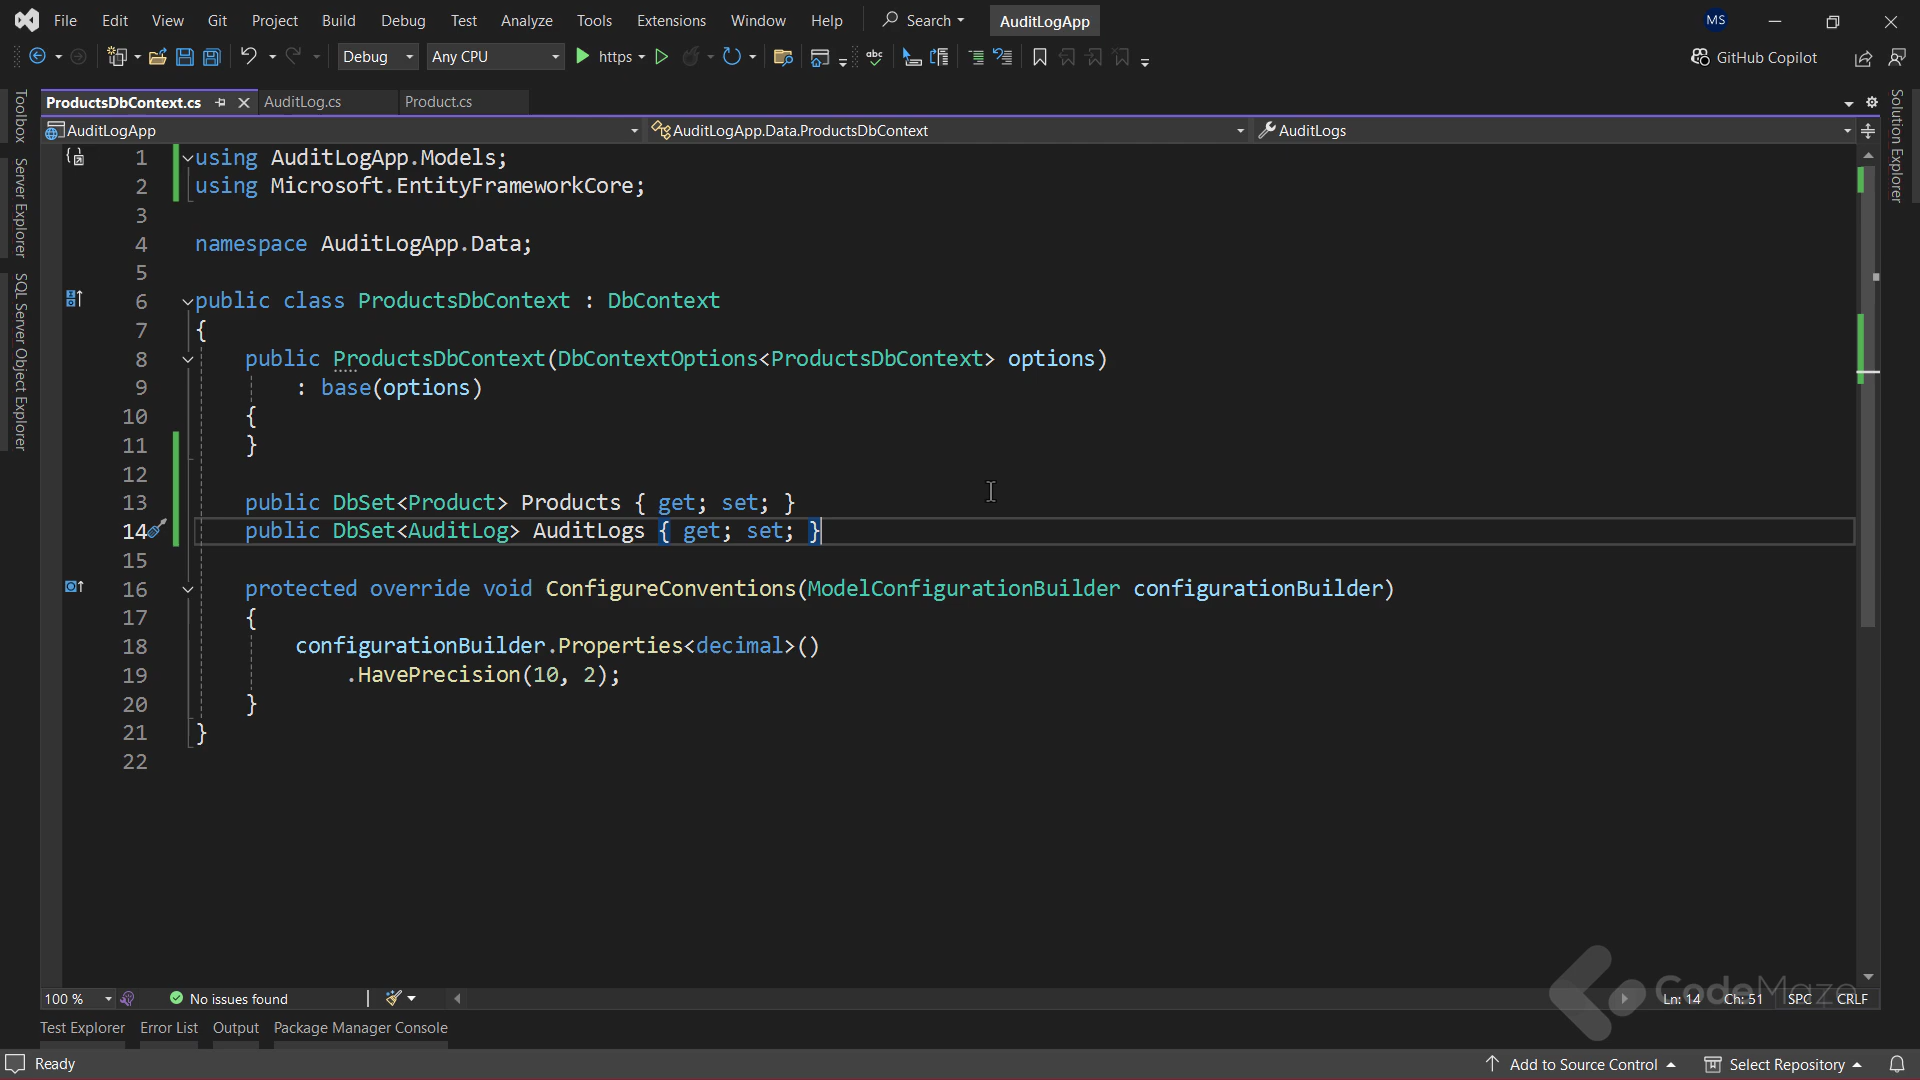 File Edit View Git Project Build Debug Test Analyze Tools Extensions Window Help Search AuditLogApp MS
Debug Any CPU https abc GitHub Copilot
ProductsDbContext.cs AuditLog.cs Product.cs
AuditLogApp AuditLogApp.Data.ProductsDbContext AuditLogs
Toolbox
Server Explorer
SQL Server Object Explorer
Solution Explorer
1 using AuditLogApp.Models;
2 using Microsoft.EntityFrameworkCore;
3
4 namespace AuditLogApp.Data;
5
6 public class ProductsDbContext : DbContext
7 {
8 public ProductsDbContext(DbContextOptions<ProductsDbContext> options)
9 : base(options)
10 {
11 }
12
13 public DbSet<Product> Products { get; set; }
14 public DbSet<AuditLog> AuditLogs { get; set; }
15
16 protected override void ConfigureConventions(ModelConfigurationBuilder configurationBuilder)
17 {
18 configurationBuilder.Properties<decimal>()
19 .HavePrecision(10, 2);
20 }
21 }
22
CodeMaze
100 % No issues found Ln: 14 Ch: 51 SPC CRLF
Test Explorer Error List Output Package Manager Console
Ready Add to Source Control Select Repository